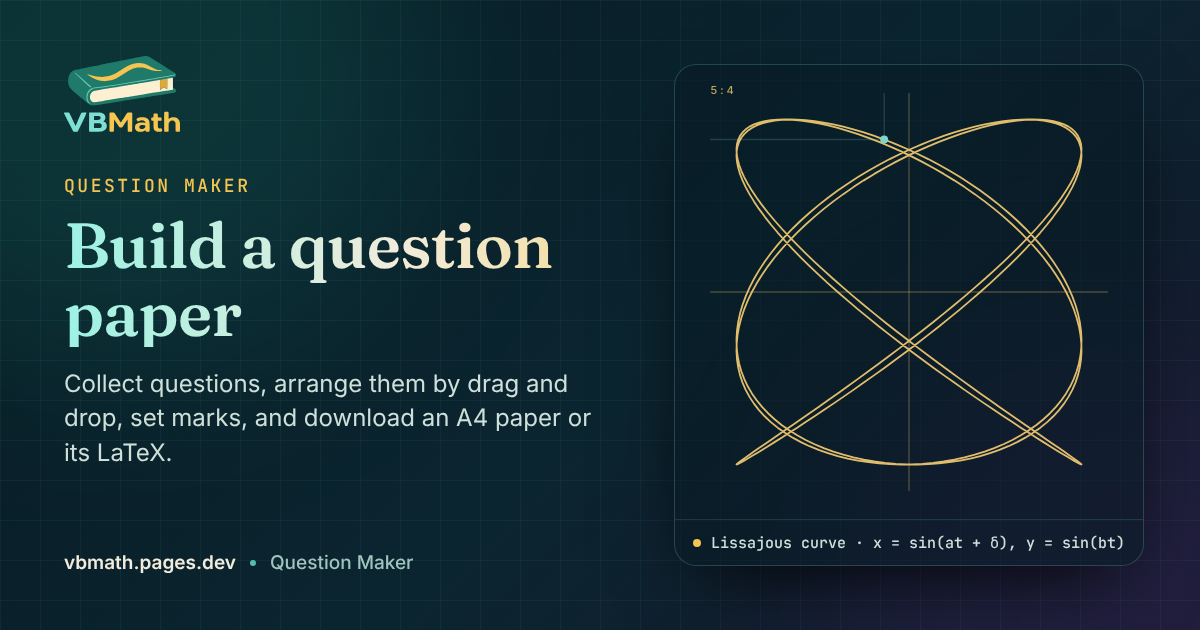 VBMath
QUESTION MAKER
Build a question
paper
Collect questions, arrange them by drag and
drop, set marks, and download an A4 paper or
its LaTeX.
vbmath.pages.dev • Question Maker
5:4
Lissajous curve · x = sin(at + δ), y = sin(bt)